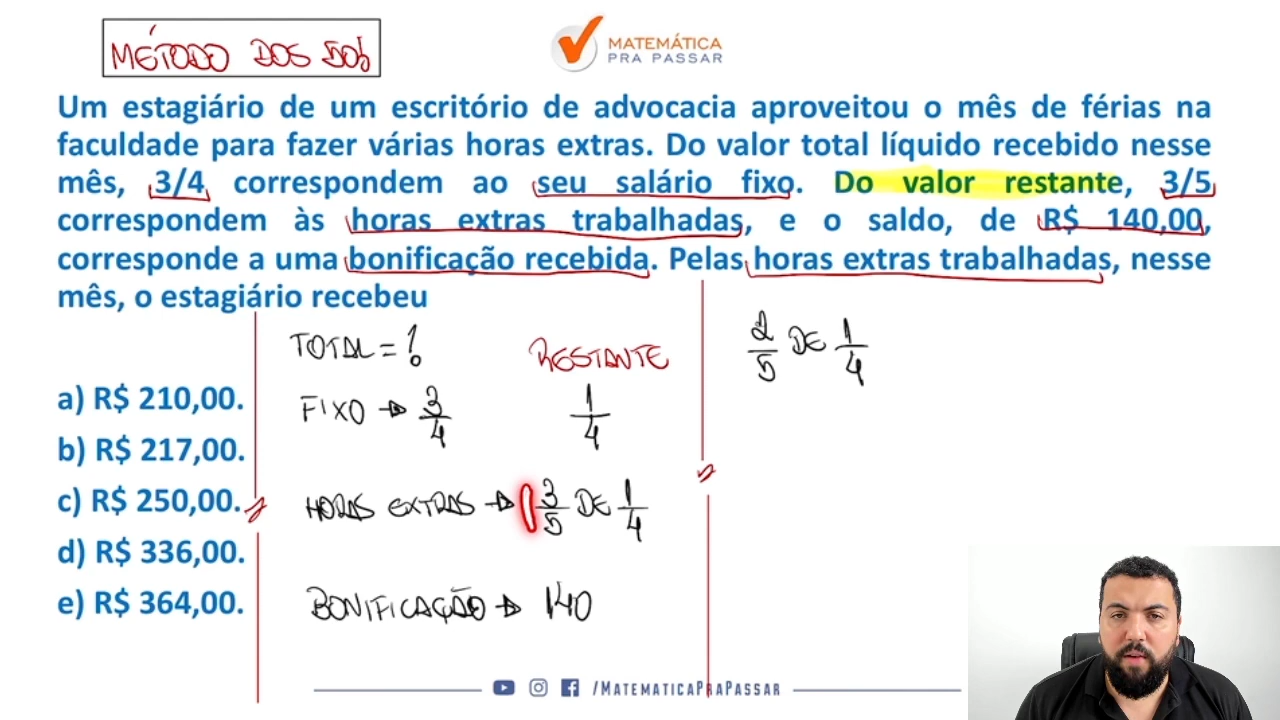 MÉTODO DOS "DÓS"
MATEMÁTICA
PRA PASSAR
Um estagiário de um escritório de advocacia aproveitou o mês de férias na
faculdade para fazer várias horas extras. Do valor total líquido recebido nesse
mês, 3/4 correspondem ao seu salário fixo. Do valor restante, 3/5
correspondem às horas extras trabalhadas, e o saldo, de R$ 140,00,
corresponde a uma bonificação recebida. Pelas horas extras trabalhadas, nesse
mês, o estagiário recebeu
a) R$ 210,00.
b) R$ 217,00.
c) R$ 250,00.
d) R$ 336,00.
e) R$ 364,00.
TOTAL = ?
RESTANTE
FIXO → 3/4
1/4
HORAS EXTRAS → 3/5 DE 1/4
BONIFICAÇÃO → 140
2/5 DE 1/4
/MATEMATICAPRAPASSAR